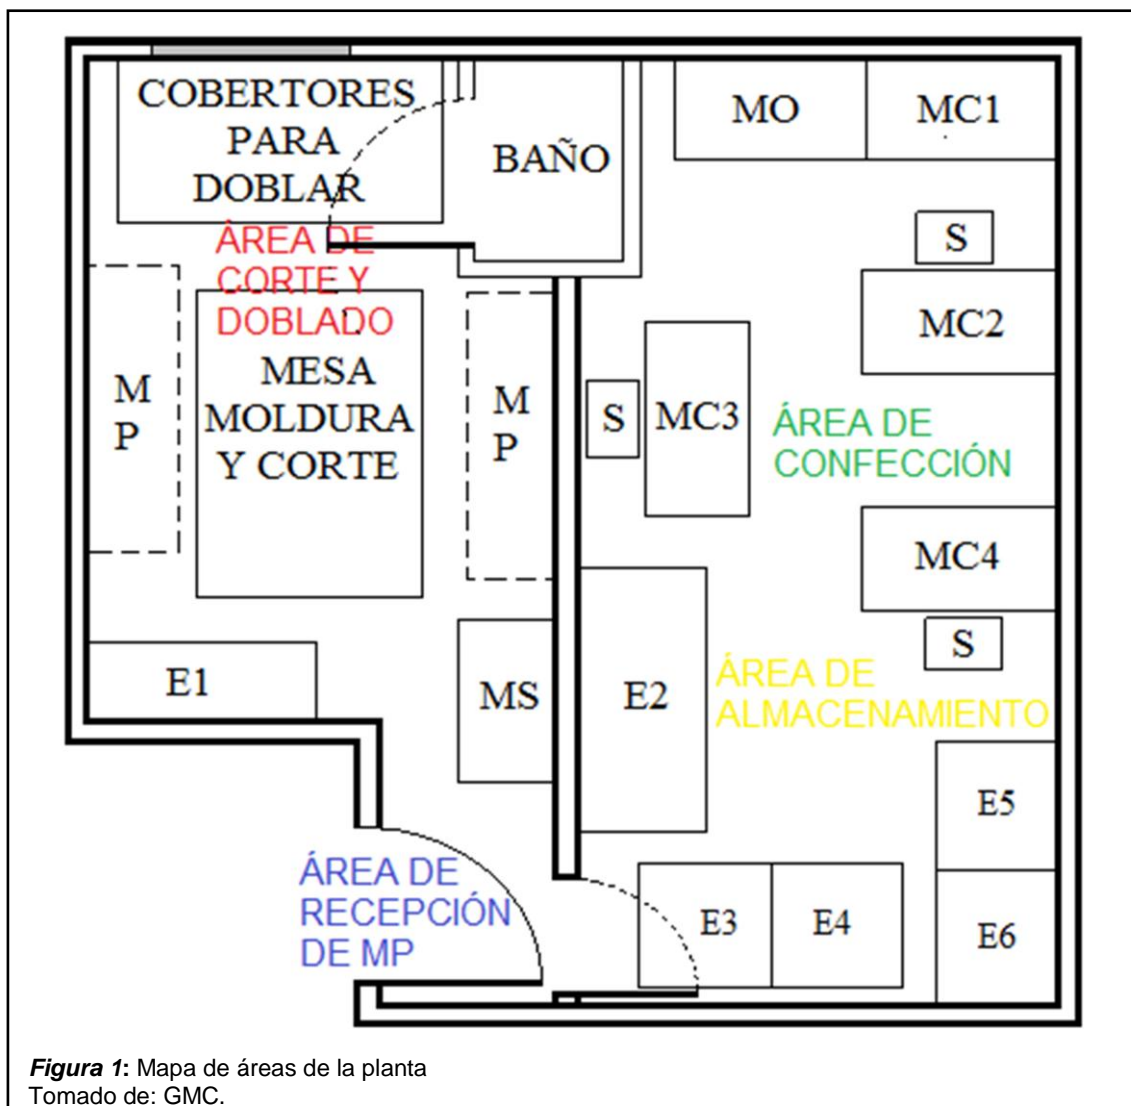 COBERTORES
PARA
DOBLAR
BAÑO
MO
MC1
S
ÁREA DE
CORTE Y
DOBLADO
MC2
MESA
MOLDURA
Y CORTE
M
P
M
P
S
MC3
ÁREA DE
CONFECCIÓN
MC4
S
E1
MS
E2
ÁREA DE
ALMACENAMIENTO
E5
ÁREA DE
RECEPCIÓN
DE MP
E3
E4
E6
Figura 1: Mapa de áreas de la planta
Tomado de: GMC.